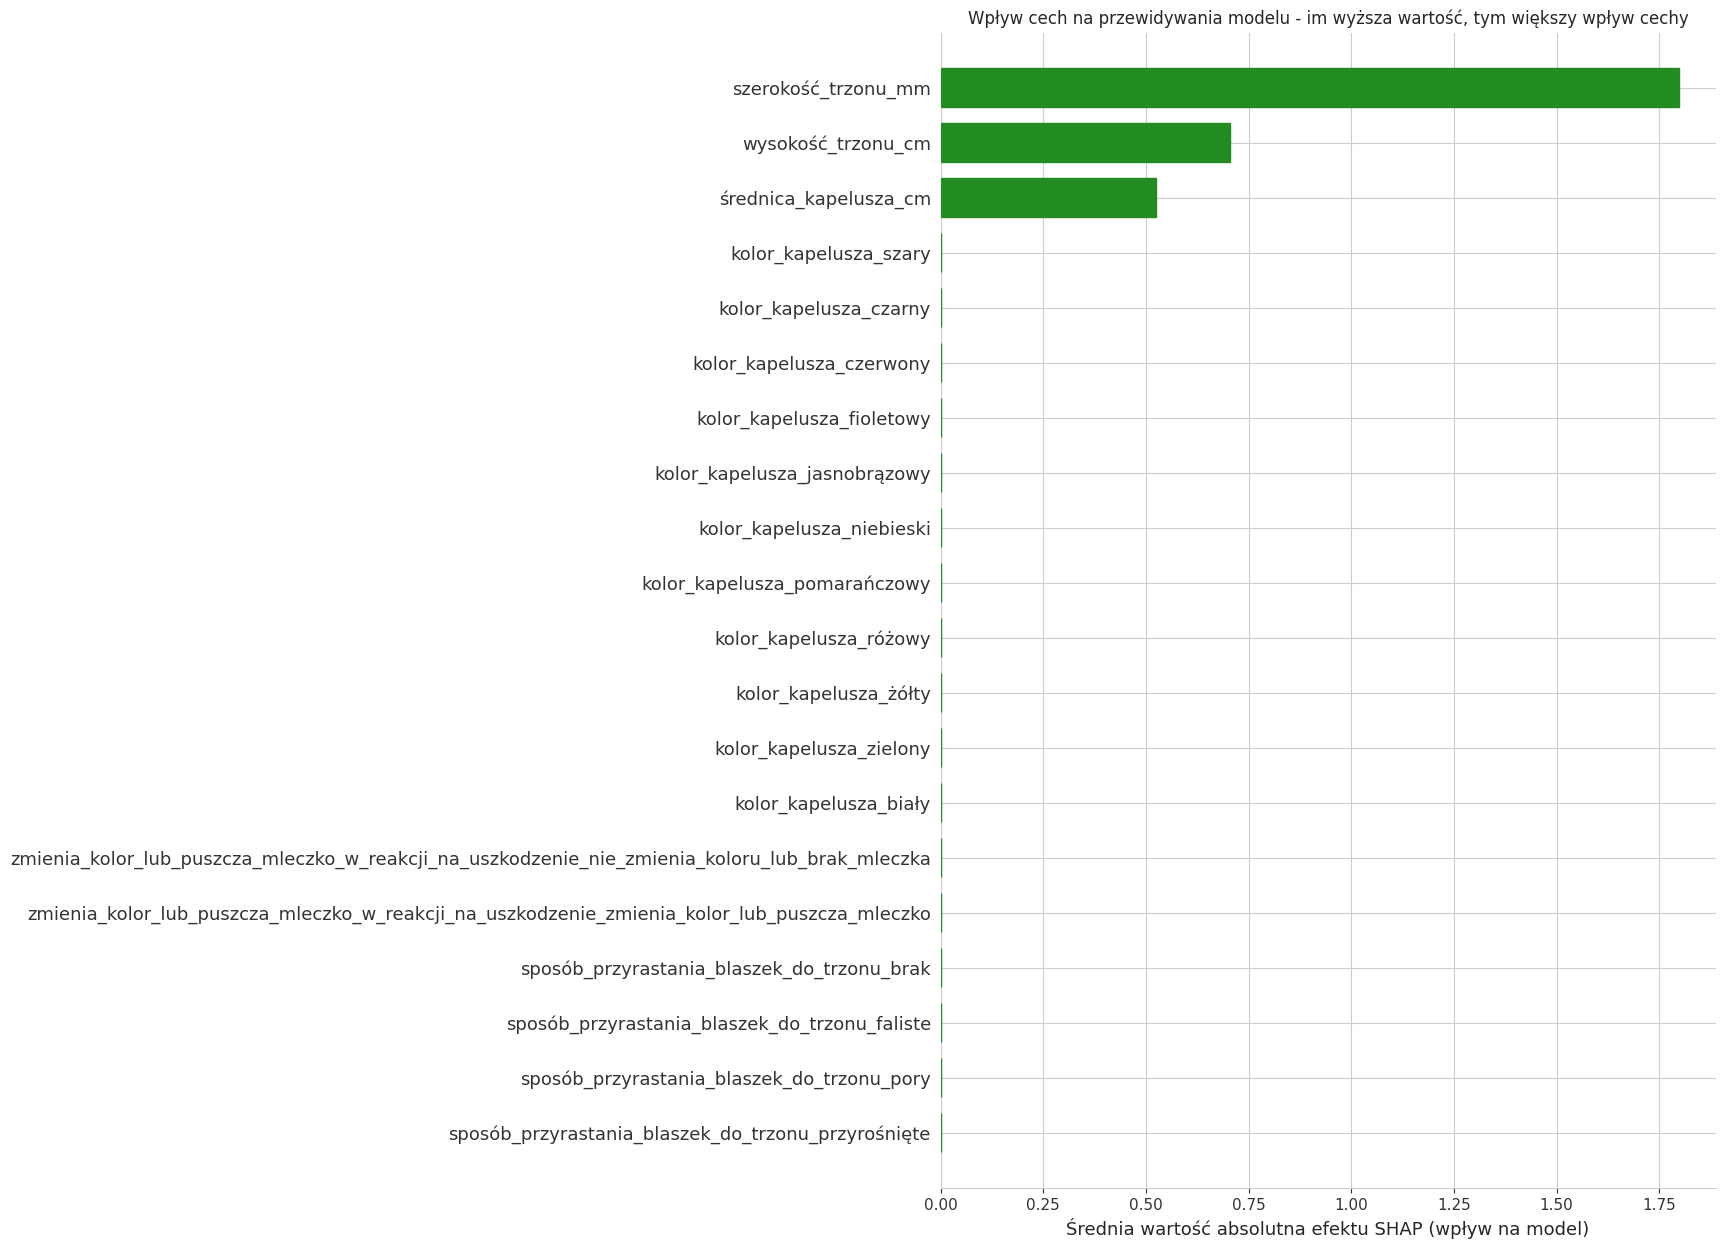 Wpływ cech na przewidywania modelu - im wyższa wartość, tym większy wpływ cechy
szerokość_trzonu_mm
wysokość_trzonu_cm
średnica_kapelusza_cm
kolor_kapelusza_szary
kolor_kapelusza_czarny
kolor_kapelusza_czerwony
kolor_kapelusza_fioletowy
kolor_kapelusza_jasnobrązowy
kolor_kapelusza_niebieski
kolor_kapelusza_pomarańczowy
kolor_kapelusza_różowy
kolor_kapelusza_żółty
kolor_kapelusza_zielony
kolor_kapelusza_biały
zmienia_kolor_lub_puszcza_mleczko_w_reakcji_na_uszkodzenie_nie_zmienia_koloru_lub_brak_mleczka
zmienia_kolor_lub_puszcza_mleczko_w_reakcji_na_uszkodzenie_zmienia_kolor_lub_puszcza_mleczko
sposób_przyrastania_blaszek_do_trzonu_brak
sposób_przyrastania_blaszek_do_trzonu_faliste
sposób_przyrastania_blaszek_do_trzonu_pory
sposób_przyrastania_blaszek_do_trzonu_przyrośnięte
0.00 0.25 0.50 0.75 1.00 1.25 1.50 1.75
Średnia wartość absolutna efektu SHAP (wpływ na model)